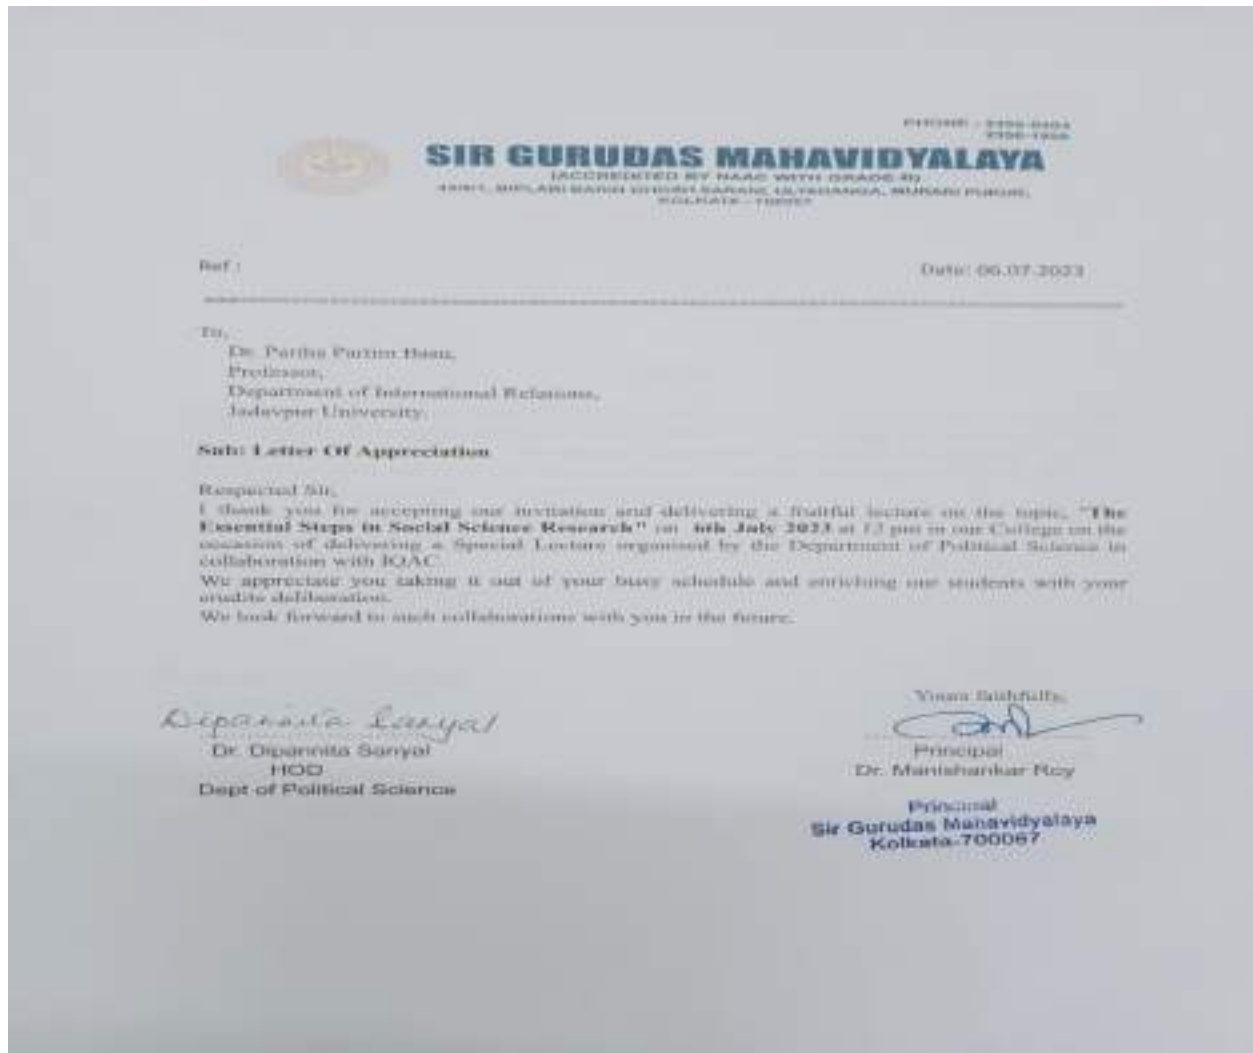 SIR GURUDAS MAHAVIDYALAYA
(ACCREDITED BY NAAC WITH GRADE
KOLKATA - 700067
Ref :
Date: 06.07.2023
To,
Dr. Partha Pratim Basu,
Professor,
Department of International Relations,
Jadavpur University.
Sub: Letter Of Appreciation
Respected Sir,
I thank you for accepting our invitation and delivering a fruitful lecture on the topic, "The
Essential Steps in Social Science Research" on 6th July 2023 at 12 pm in our College on the
occasion of delivering a Special Lecture organised by the Department of Political Science in
collaboration with IQAC.
We appreciate you taking it out of your busy schedule and enriching our students with your
erudite deliberation.
We look forward to such collaborations with you in the future.
Dipannita Sanyal
Dr. Dipannita Sanyal
HOD
Dept of Political Science
Yours faithfully,
Principal
Dr. Manishankar Roy
Principal
Sir Gurudas Mahavidyalaya
Kolkata-700067